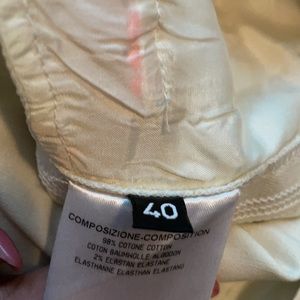 40
COMPOSIZIONE-COMPOSITION
98% COTONE COTTON
COTON BAUMWOLLE ALGODON
2% ELASTAN ELASTANE
ELASTHANNE ELASTHAN ELASTANO